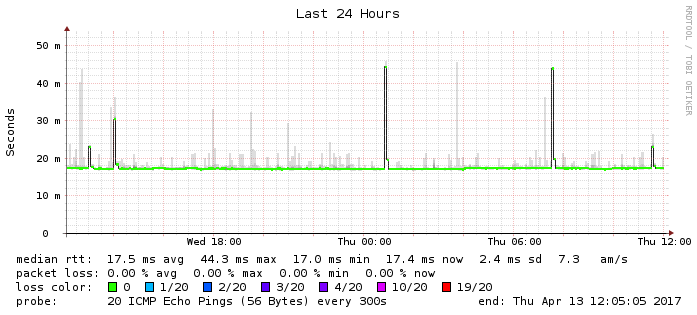 Last 24 Hours
RRDTOOL / TOBI OETIKER
Seconds
50 m
40 m
30 m
20 m
10 m
0
Wed 18:00 Thu 00:00 Thu 06:00 Thu 12:00
median rtt: 17.5 ms avg 44.3 ms max 17.0 ms min 17.4 ms now 2.4 ms sd 7.3 am/s
packet loss: 0.00 % avg 0.00 % max 0.00 % min 0.00 % now
loss color: 0 1/20 2/20 3/20 4/20 10/20 19/20
probe: 20 ICMP Echo Pings (56 Bytes) every 300s end: Thu Apr 13 12:05:05 2017